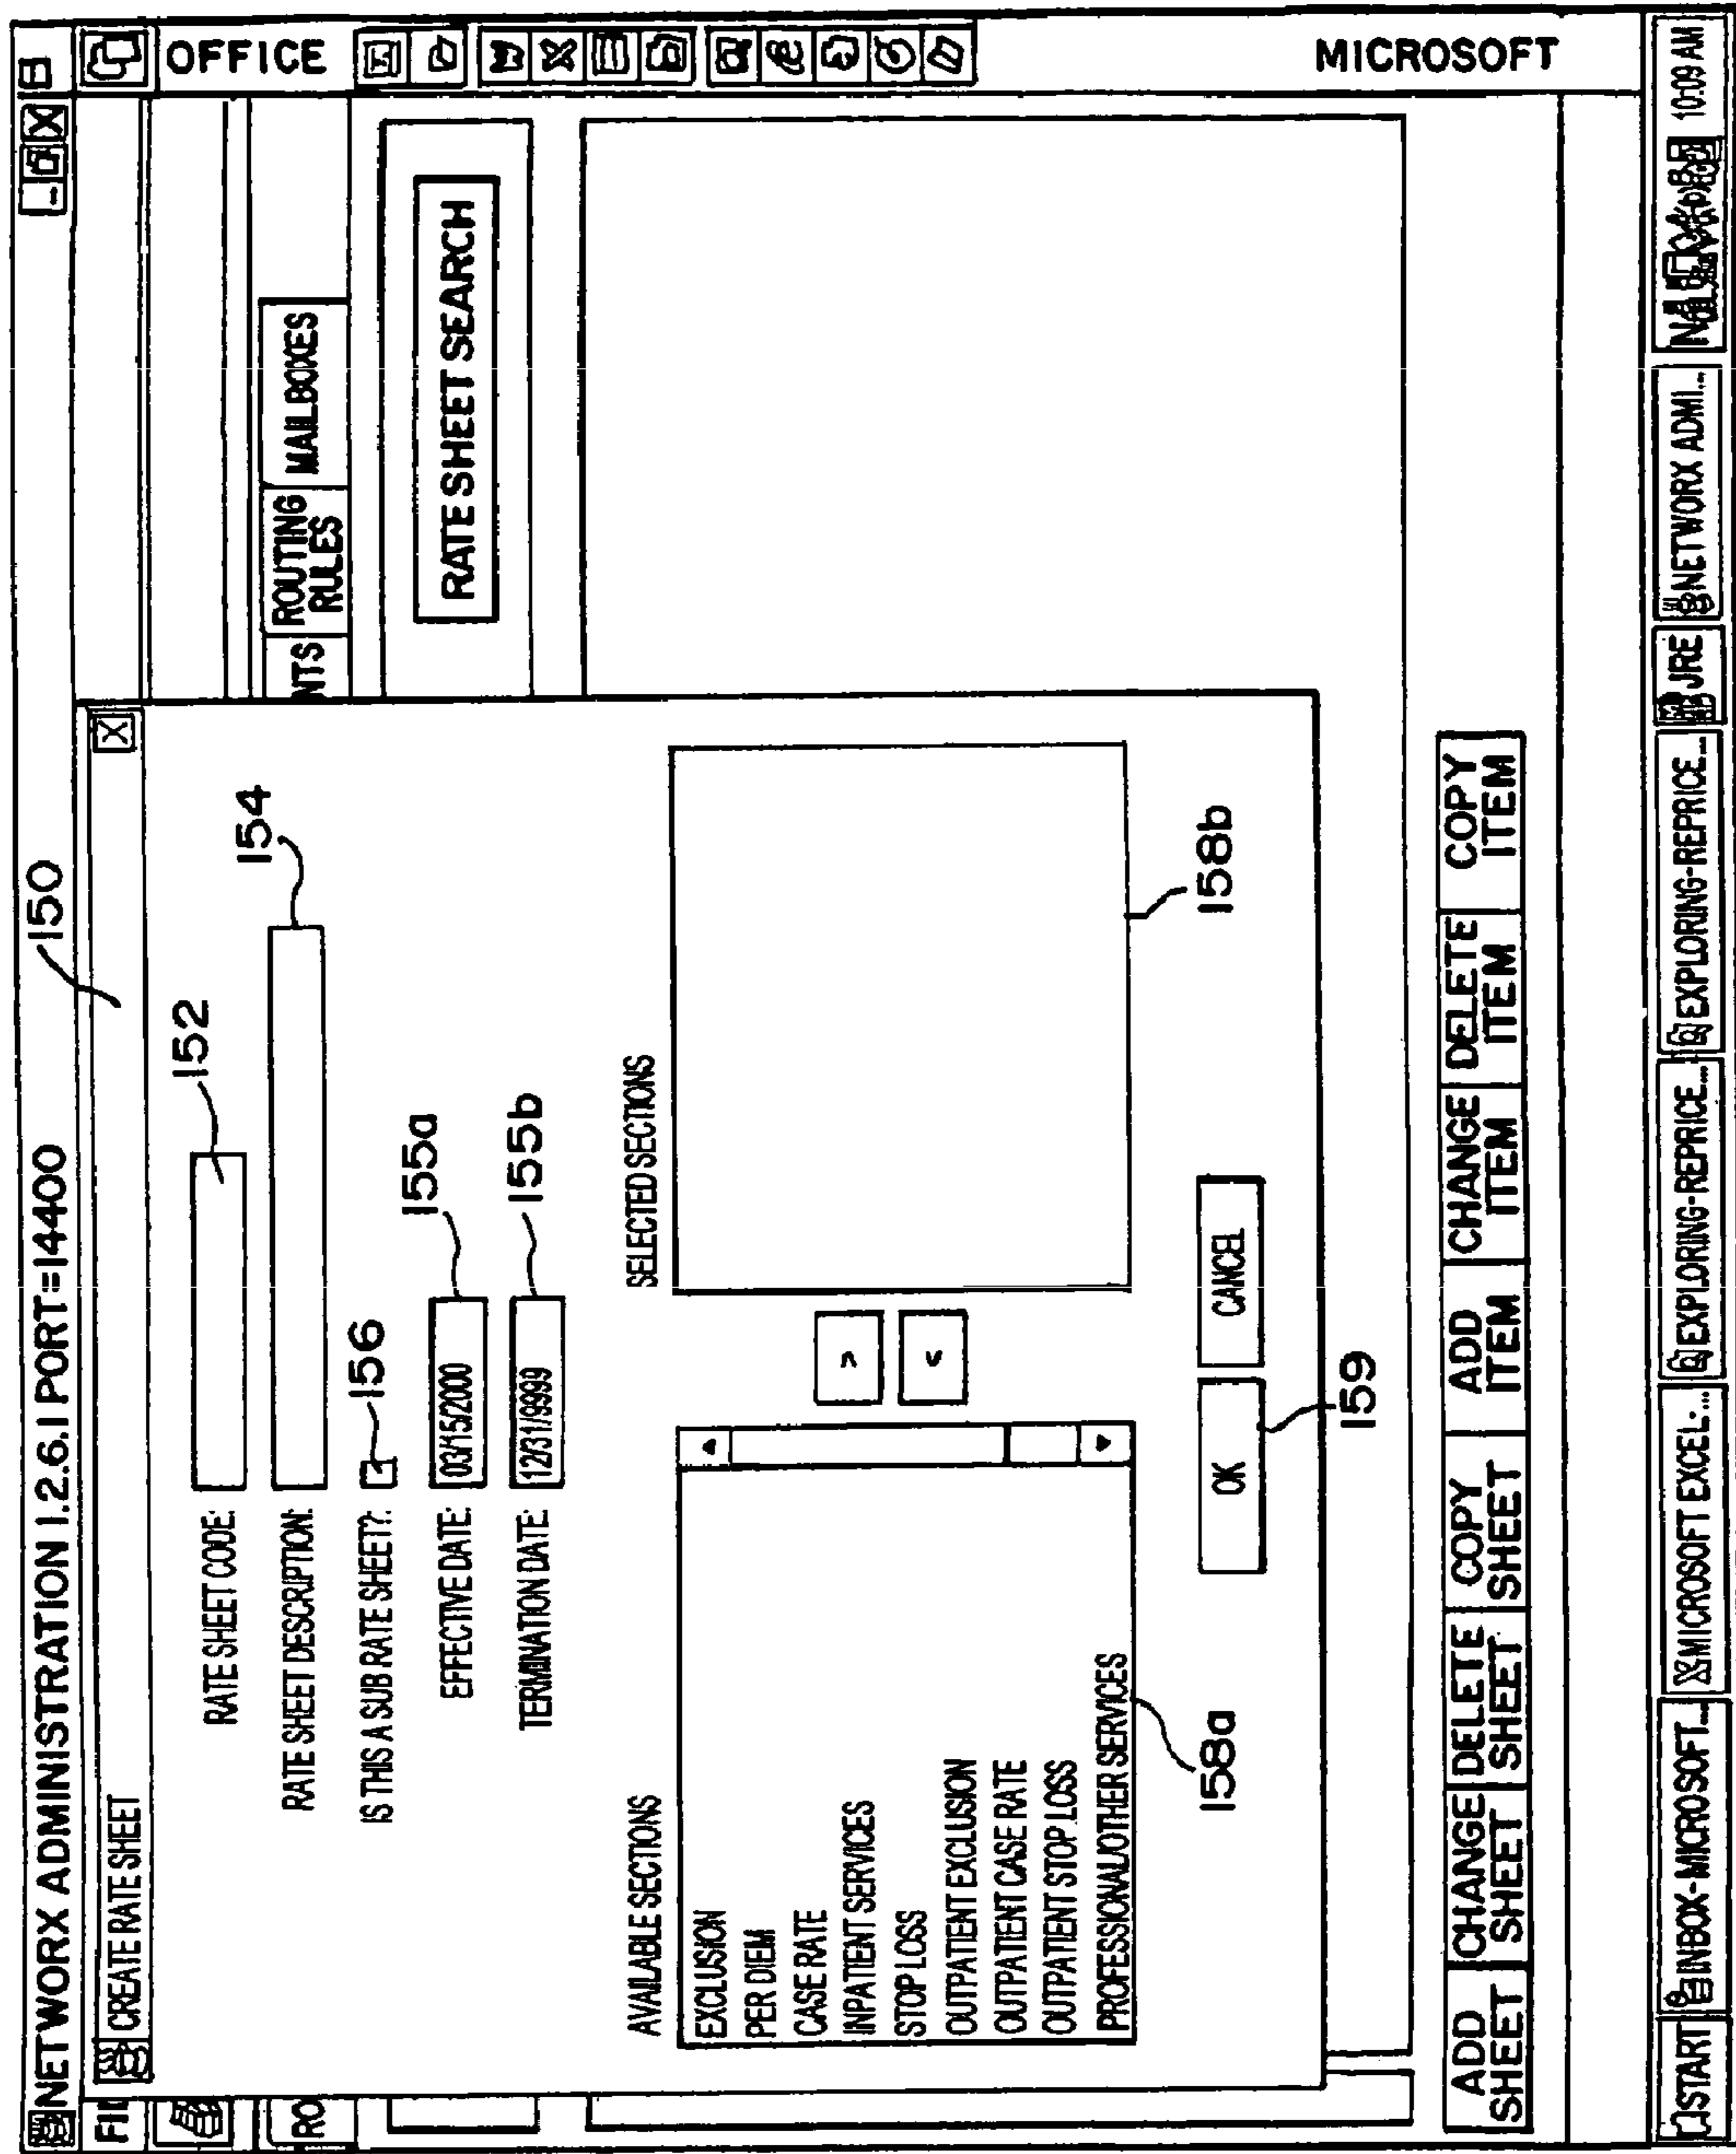 NETWORX ADMINISTRATION 1.2.6.1 PORT=14400
150
FI
CREATE RATE SHEET
X
OFFICE
MICROSOFT
RATE SHEET CODE:
152
RATE SHEET DESCRIPTION:
154
IS THIS A SUB RATE SHEET?:
156
EFFECTIVE DATE:
03/15/2000
155a
TERMINATION DATE:
12/31/9999
155b
RO
NTS
ROUTING
RULES
MAILBOXES
RATE SHEET SEARCH
AVAILABLE SECTIONS
SELECTED SECTIONS
EXCLUSION
PER DIEM
CASE RATE
INPATIENT SERVICES
STOP LOSS
OUTPATIENT EXCLUSION
OUTPATIENT CASE RATE
OUTPATIENT STOP LOSS
PROFESSIONAL/OTHER SERVICES
>
<
158a
158b
OK
CANCEL
159
ADD
SHEET
CHANGE
SHEET
DELETE
SHEET
COPY
SHEET
ADD
ITEM
CHANGE
ITEM
DELETE
ITEM
COPY
ITEM
START
INBOX-MICROSOFT...
MICROSOFT EXCEL-...
EXPLORING-REPRICE...
EXPLORING-REPRICE...
JRE
NETWORX ADMI...
10:09 AM